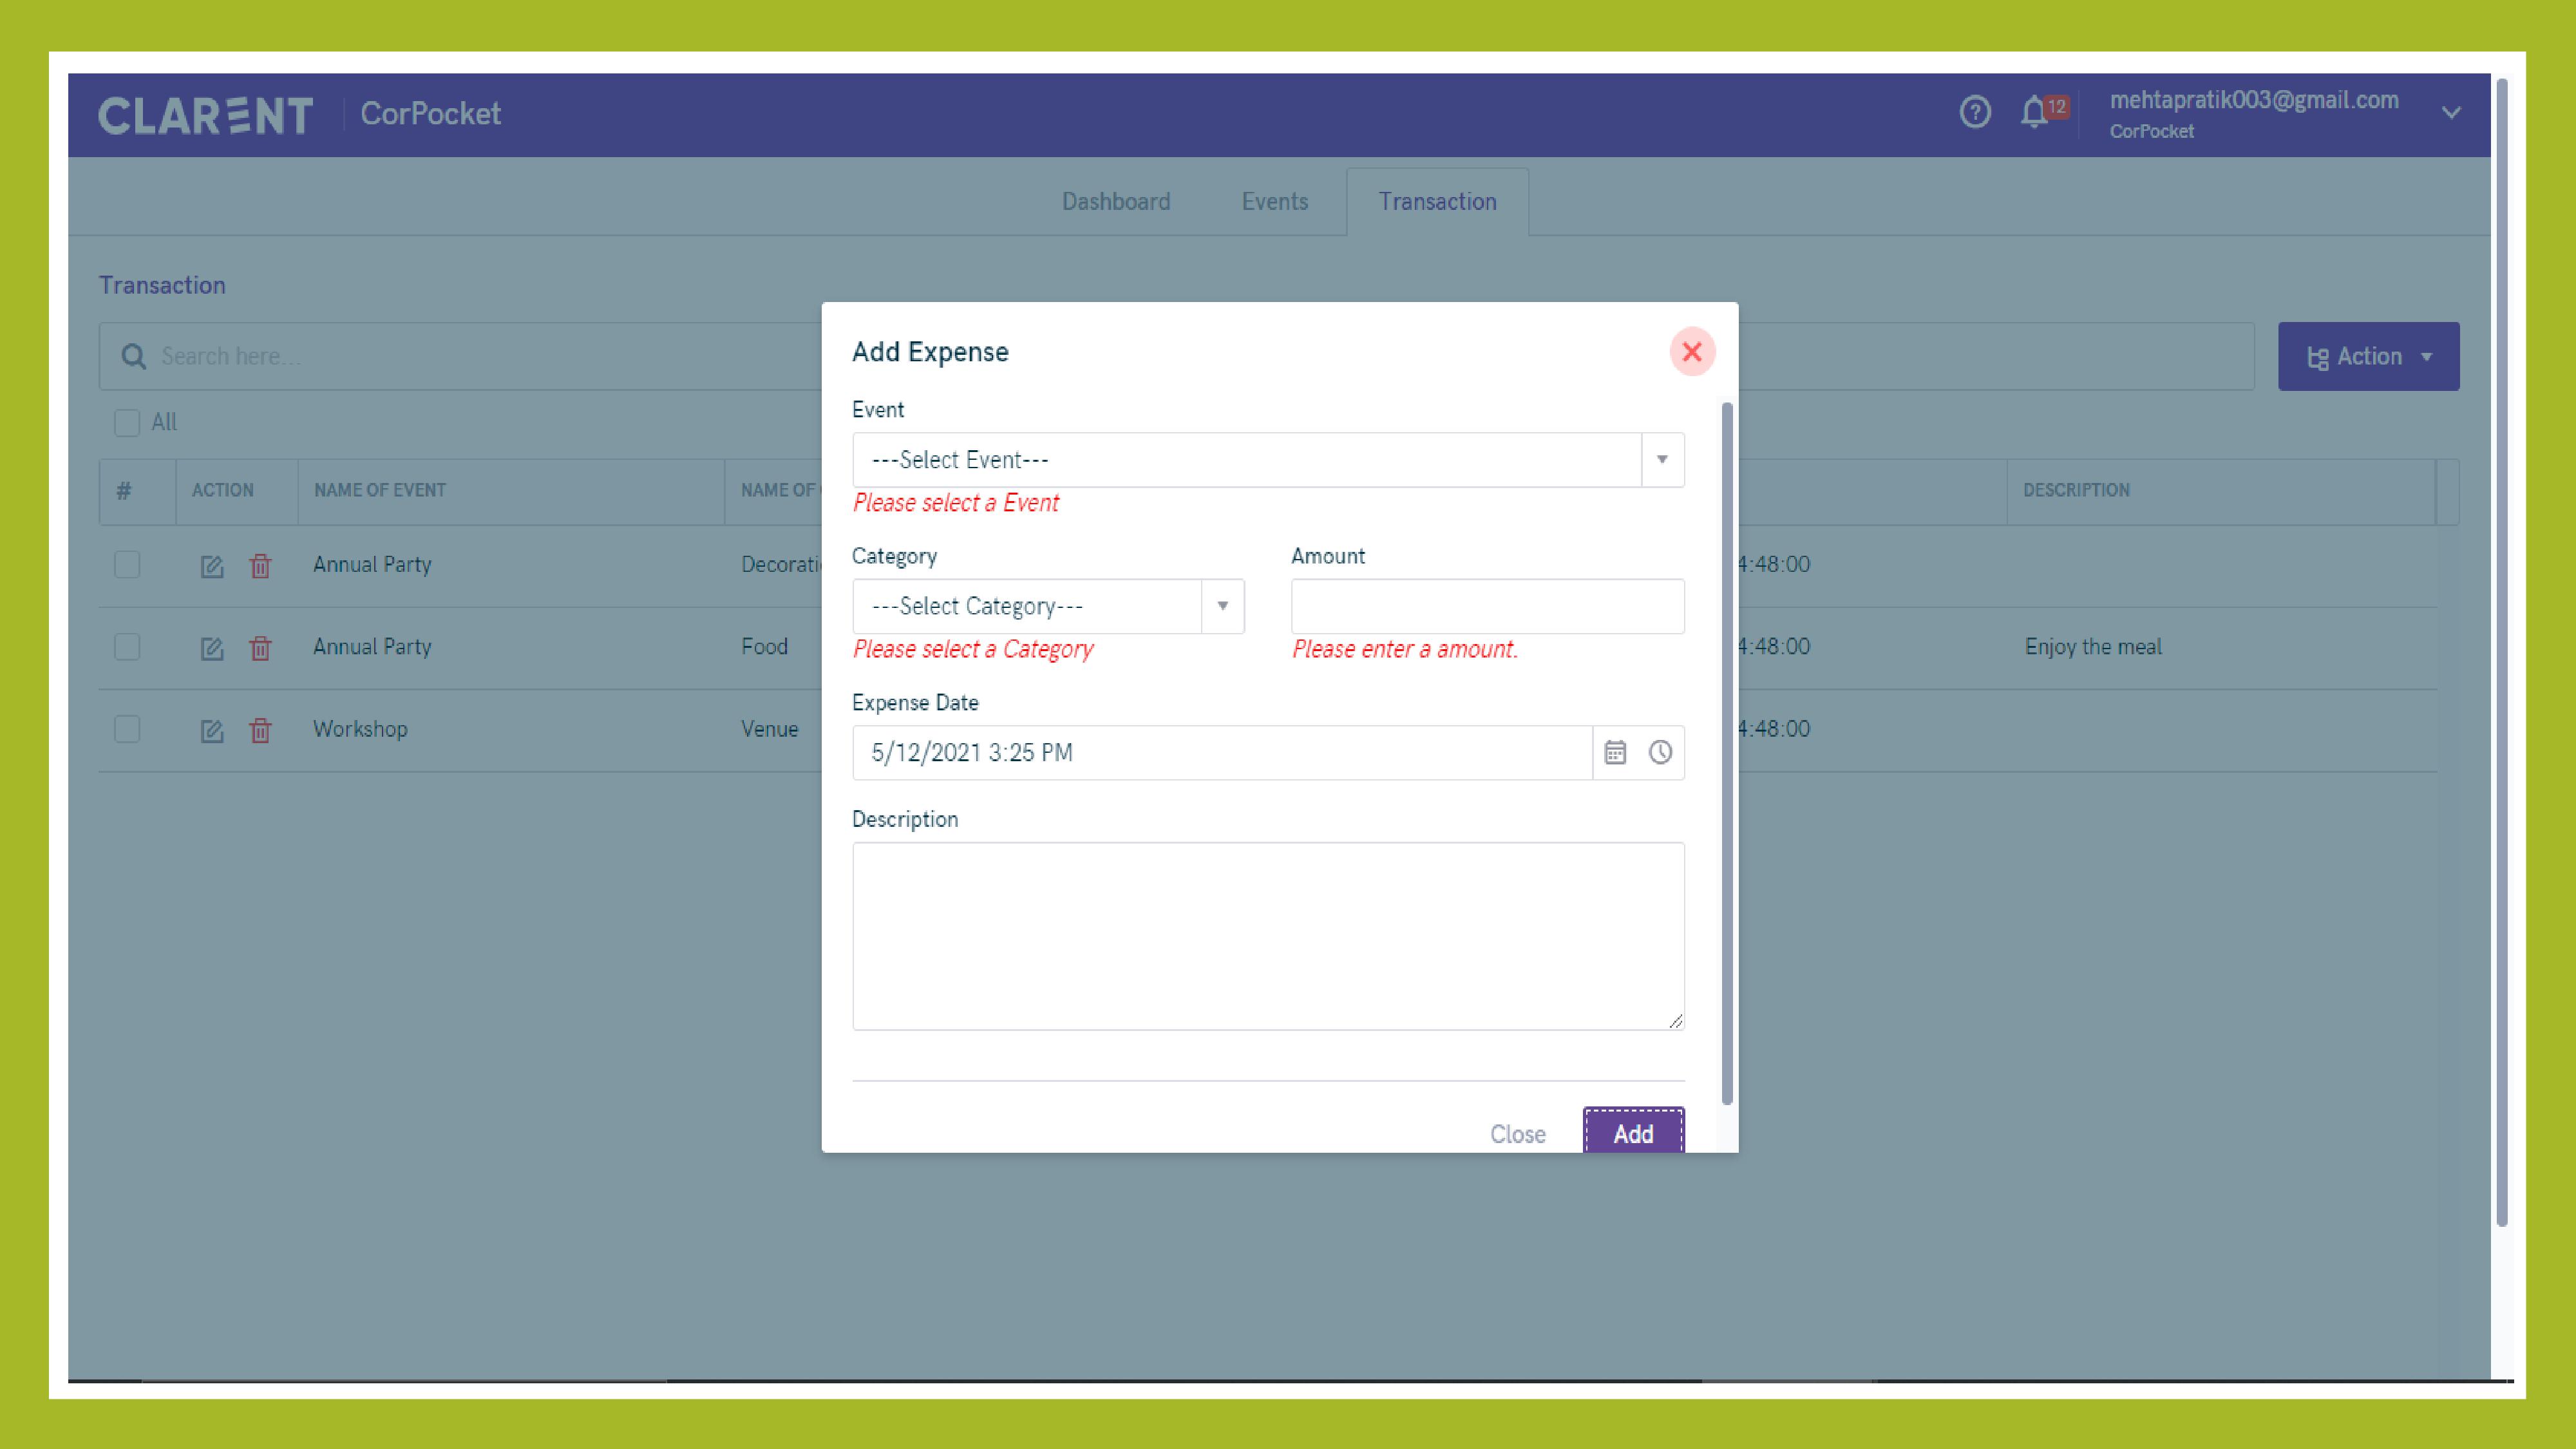 CLARENT CorPocket
? 12 mehtapratik003@gmail.com
CorPocket
Dashboard Events Transaction
Transaction
Search here...
Action
All
# ACTION NAME OF EVENT NAME OF DESCRIPTION
Annual Party Decorati 4:48:00
Annual Party Food 4:48:00 Enjoy the meal
Workshop Venue 4:48:00
Add Expense
Event
---Select Event---
Please select a Event
Category Amount
---Select Category---
Please select a Category Please enter a amount.
Expense Date
5/12/2021 3:25 PM
Description
Close Add